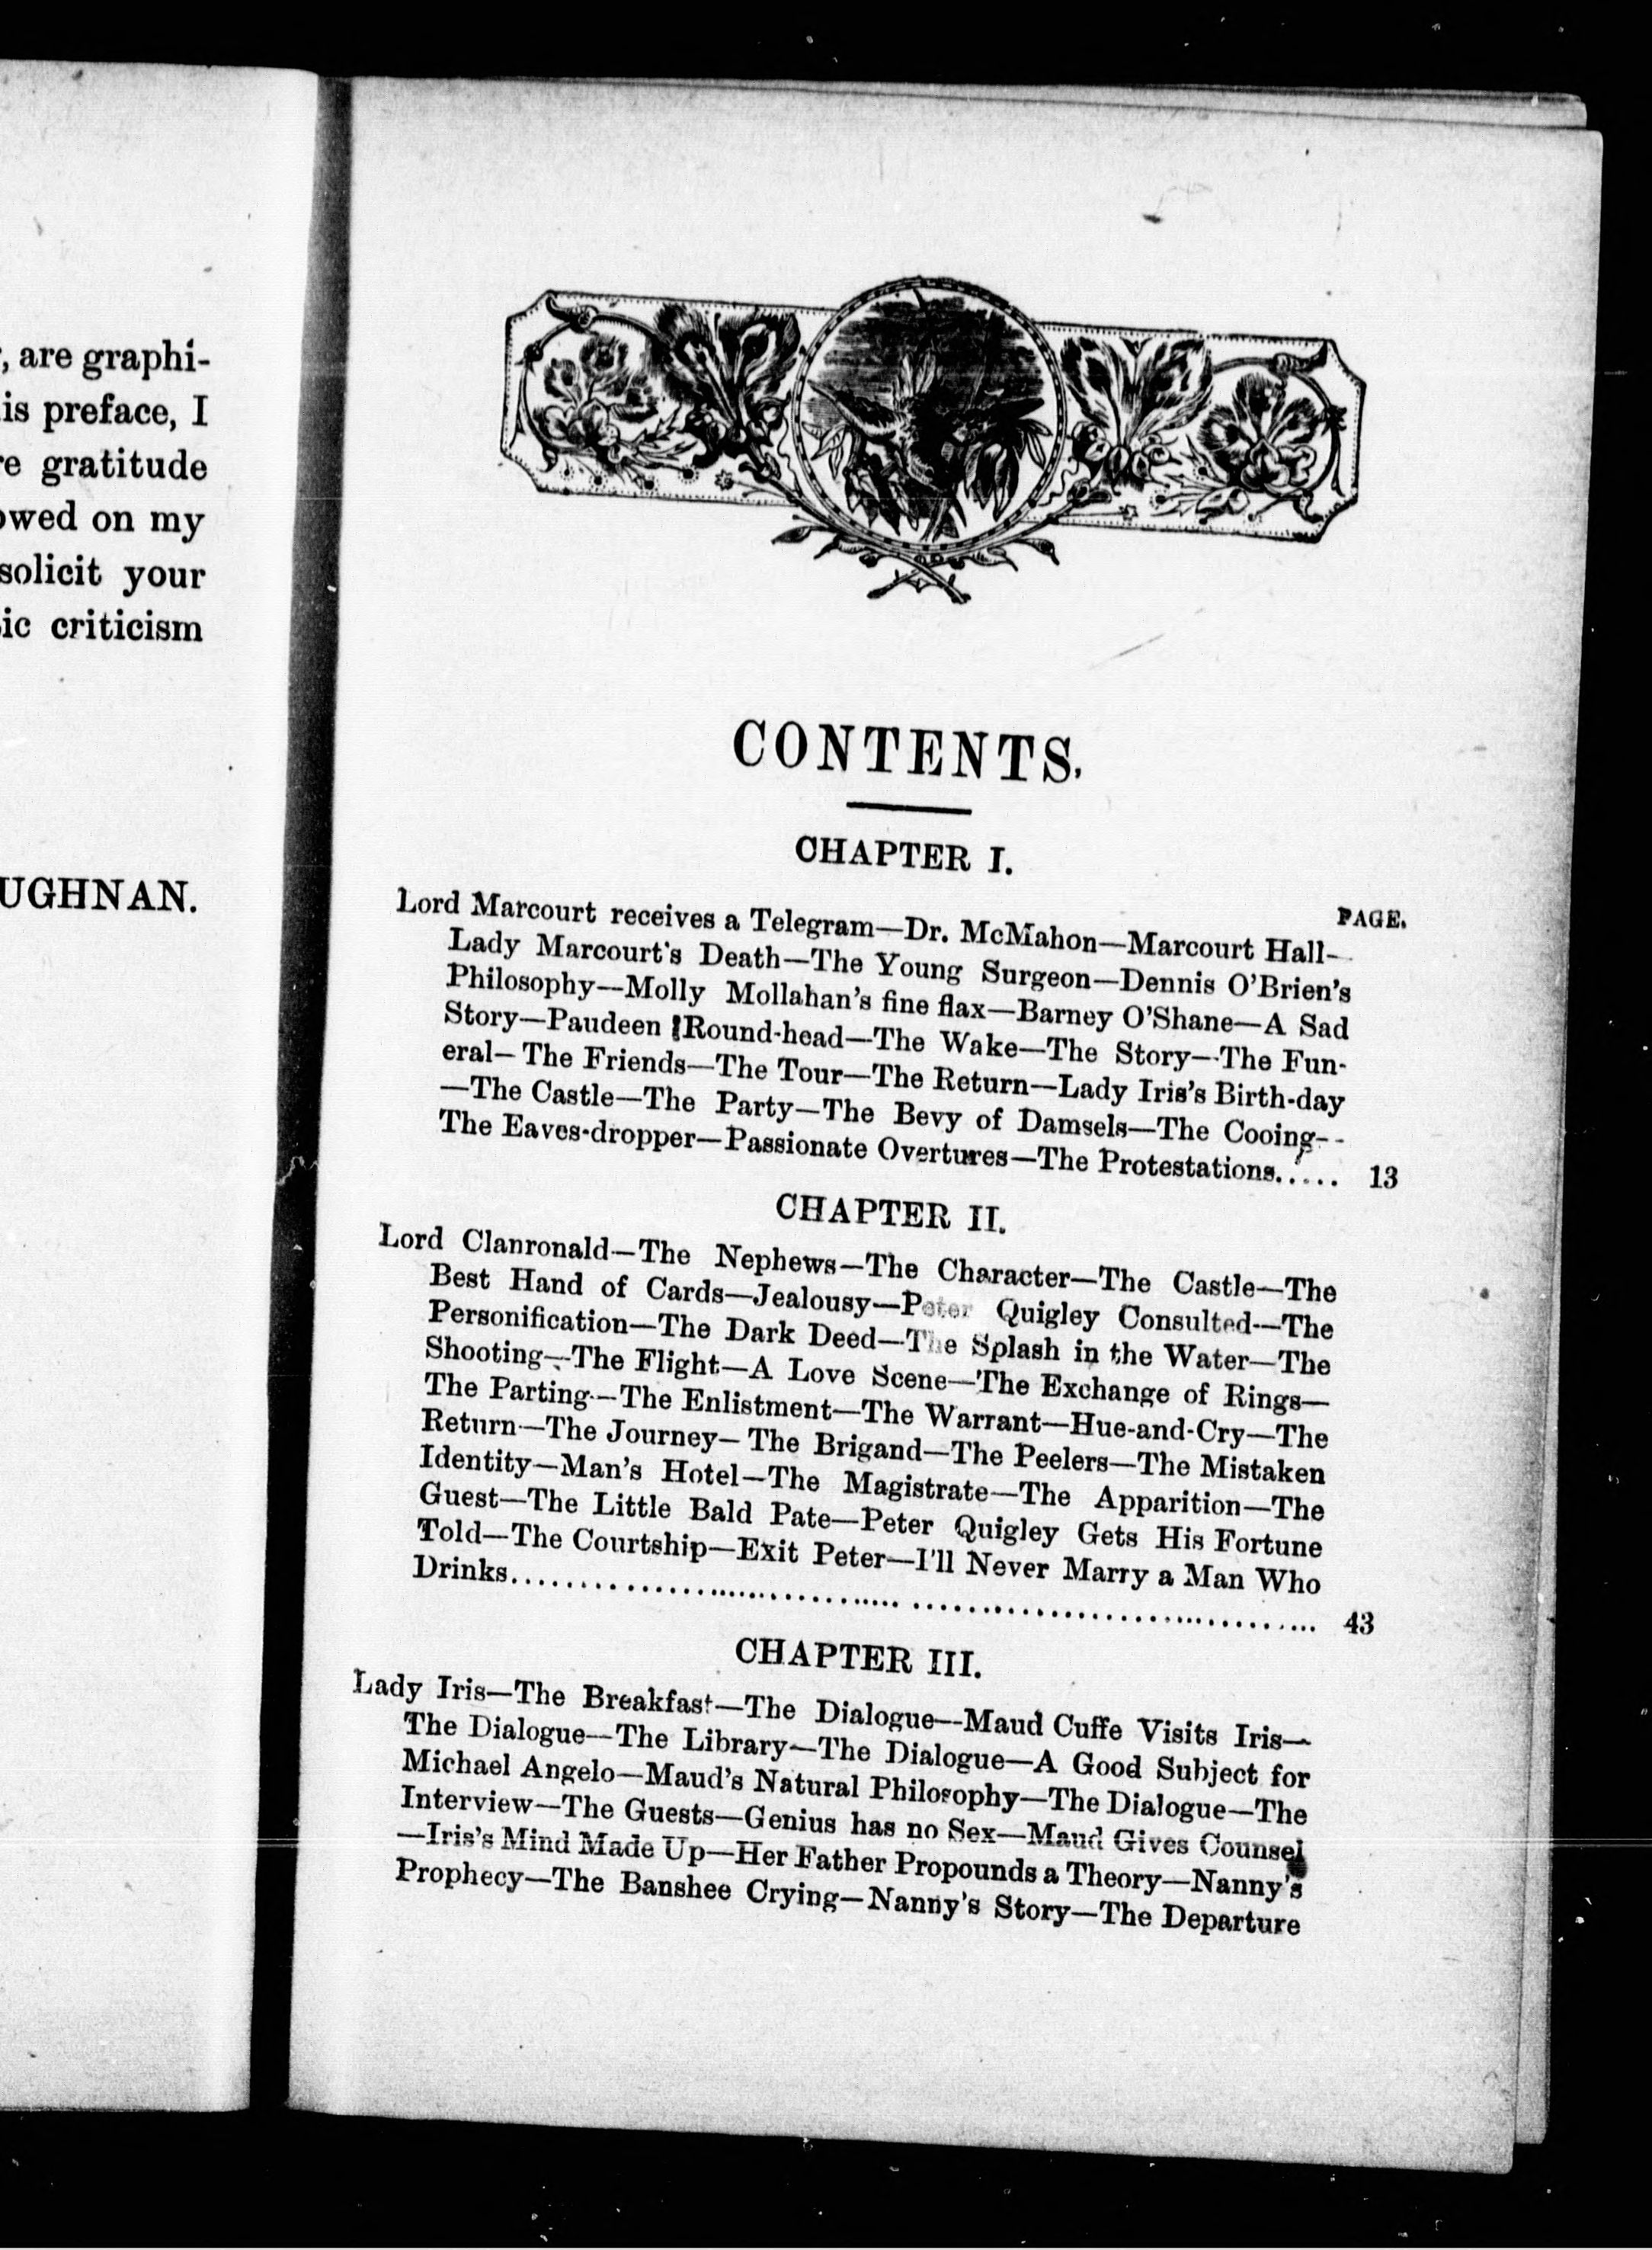 , are graphi-
is preface, I
e gratitude
owed on my
solicit your
ic criticism
UGHNAN.
CONTENTS.
CHAPTER I.
PAGE.
Lord Marcourt receives a Telegram—Dr. McMahon—Marcourt Hall—
Lady Marcourt's Death—The Young Surgeon—Dennis O'Brien's
Philosophy—Molly Mollahan's fine flax—Barney O'Shane—A Sad
Story—Paudeen Round-head—The Wake—The Story—The Fun-
eral—The Friends—The Tour—The Return—Lady Iris's Birth-day
—The Castle—The Party—The Bevy of Damsels—The Cooing—
The Eaves-dropper—Passionate Overtures—The Protestations...... 13
CHAPTER II.
Lord Clanronald—The Nephews—The Character—The Castle—The
Best Hand of Cards—Jealousy—Peter Quigley Consulted—The
Personification—The Dark Deed—The Splash in the Water—The
Shooting—The Flight—A Love Scene—The Exchange of Rings—
The Parting—The Enlistment—The Warrant—Hue-and-Cry—The
Return—The Journey—The Brigand—The Peelers—The Mistaken
Identity—Man's Hotel—The Magistrate—The Apparition—The
Guest—The Little Bald Pate—Peter Quigley Gets His Fortune
Told—The Courtship—Exit Peter—I'll Never Marry a Man Who
Drinks................................................................ 43
CHAPTER III.
Lady Iris—The Breakfast—The Dialogue—Maud Cuffe Visits Iris—
The Dialogue—The Library—The Dialogue—A Good Subject for
Michael Angelo—Maud's Natural Philosophy—The Dialogue—The
Interview—The Guests—Genius has no Sex—Maud Gives Counsel
—Iris's Mind Made Up—Her Father Propounds a Theory—Nanny's
Prophecy—The Banshee Crying—Nanny's Story—The Departure